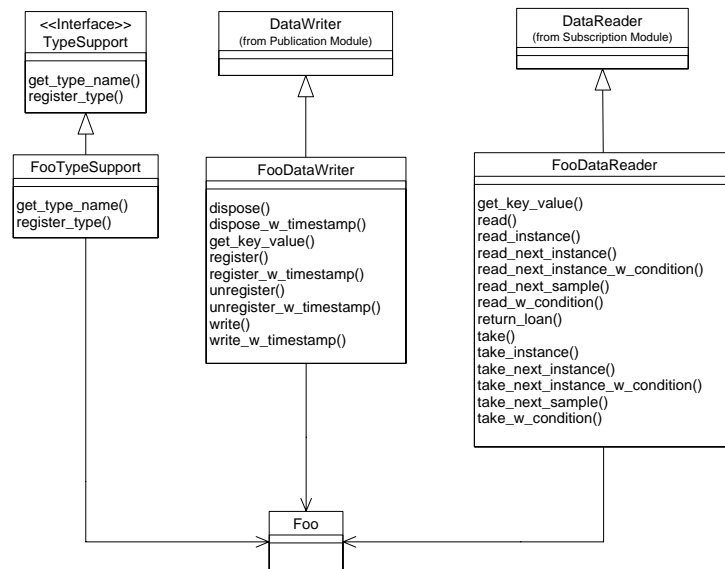 <<Interface>>
TypeSupport
get_type_name()
register_type()
DataWriter
(from Publication Module)
DataReader
(from Subscription Module)
FooTypeSupport
get_type_name()
register_type()
FooDataWriter
dispose()
dispose_w_timestamp()
get_key_value()
register()
register_w_timestamp()
unregister()
unregister_w_timestamp()
write()
write_w_timestamp()
FooDataReader
get_key_value()
read()
read_instance()
read_next_instance()
read_next_instance_w_condition()
read_next_sample()
read_w_condition()
return_loan()
take()
take_instance()
take_next_instance()
take_next_instance_w_condition()
take_next_sample()
take_w_condition()
Foo